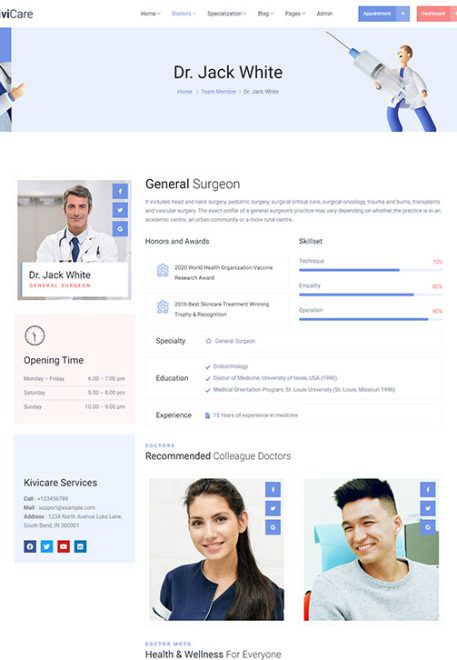 iviCare
Home Doctors Specialization Blog Pages Admin
Appointment +
Dashboard +
Dr. Jack White
Home > Team Member > Dr. Jack White
General Surgeon
It includes head and neck surgery, pediatric surgery, surgical critical care, surgical oncology, trauma and burns, transplants
and vascular surgery. The exact profile of a general surgeon's practice may vary depending on whether the practice is in an
academic centre, an urban community or a more rural centre.
Dr. Jack White
GENERAL SURGEON
Honors and Awards
2020 World Health Organization Vaccine
Research Award.
2016 Best Skincare Treatment Winning
Trophy & Recognition
Skillset
Technique 70%
Empathy 80%
Operation 90%
Specialty General Surgeon
Education Endocrinology
Doctor of Medicine, University of texas, USA (1990)
Medical Orientation Program, St. Louis University (St. Louis, Missouri 1996)
Experience 15 Years of experience in medicine
Opening Time
Monday – Friday 6.00 – 7.00 pm
Saturday 9.00 – 8.00 pm
Sunday 10.00 – 9.00 pm
Kivicare Services
Call : +123456789
Mail : support@example.com
Address : 1234 North Avenue Luke Lane,
South Bend, IN 360001
DOCTORS
Recommended Colleague Doctors
DOCTOR MOTO
Health & Wellness For Everyone